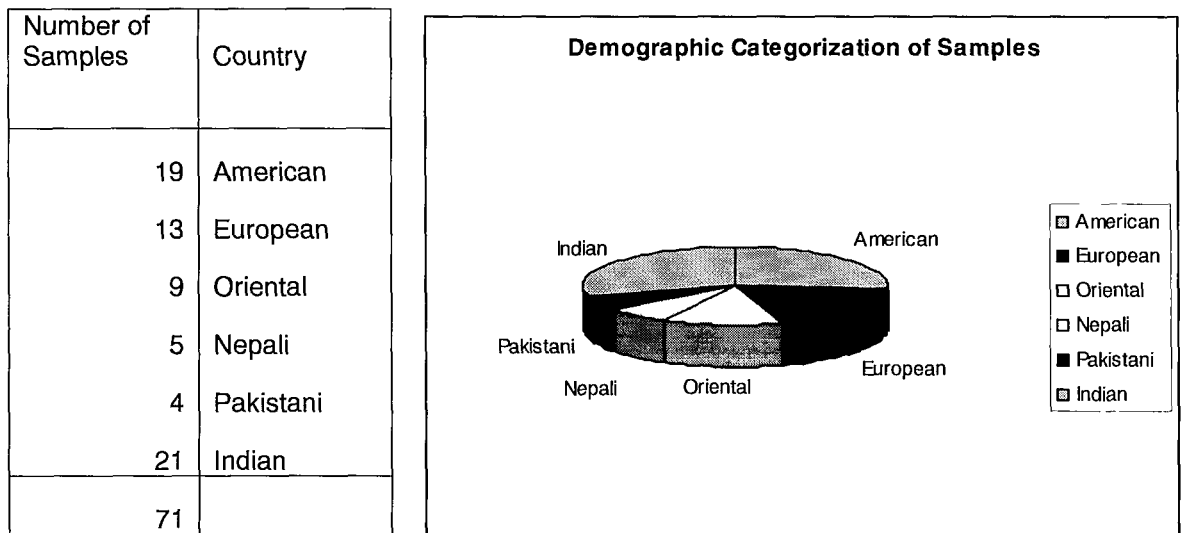 Number of
Samples
Country
19 American
13 European
9 Oriental
5 Nepali
4 Pakistani
21 Indian
71
Demographic Categorization of Samples
Indian
American
Pakistani
Nepali
Oriental
European
American
European
Oriental
Nepali
Pakistani
Indian